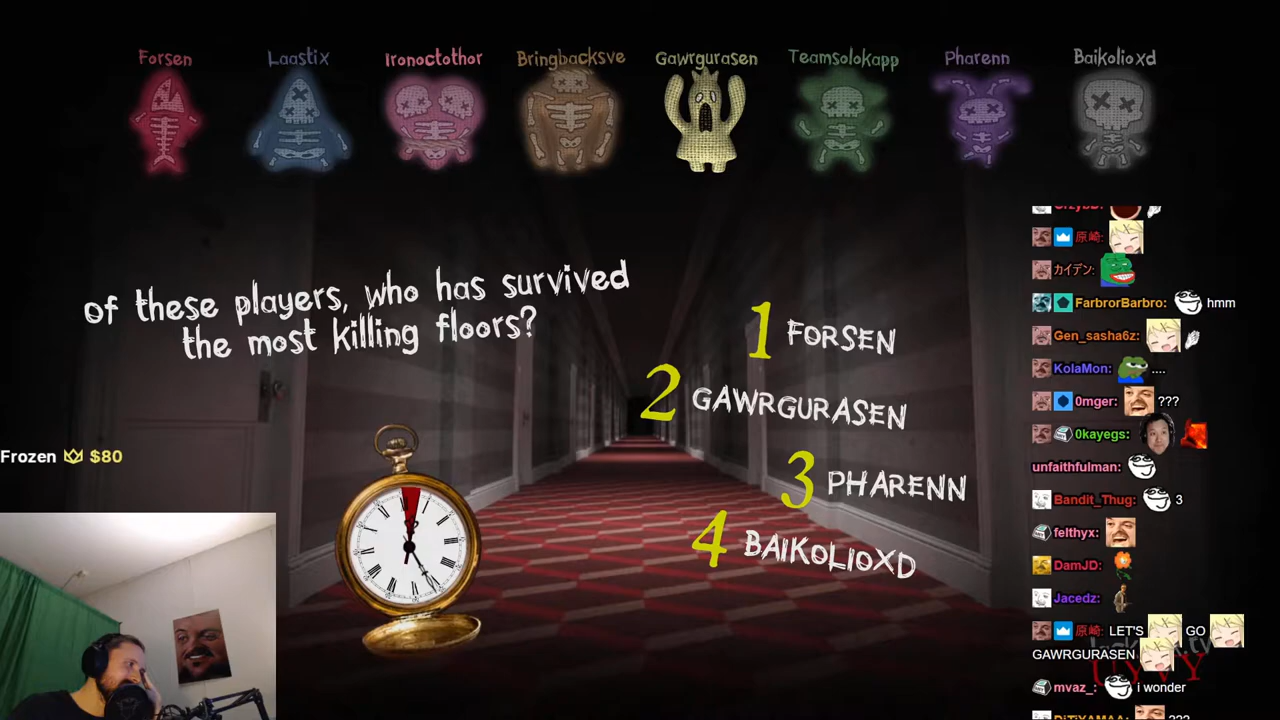 Forsen
Laastix
Ironoctothor
Bringbacksve
Gawrgurasen
Teamsolokapp
Pharenn
Baikolioxd
of these players, who has survived
the most killing floors?
1 FORSEN
2 GAWRGURASEN
3 PHARENN
4 BAIKOLIOXD
Frozen $80
原崎:
カイデン:
FarbrorBarbro: hmm
Gen_sasha6z:
KolaMon: ....
0mger: ???
0kayegs:
unfaithfulman:
Bandit_Thug: 3
felthyx:
DamJD:
Jacedz:
原崎: LET'S GO
GAWRGURASEN
mvaz_: i wonder